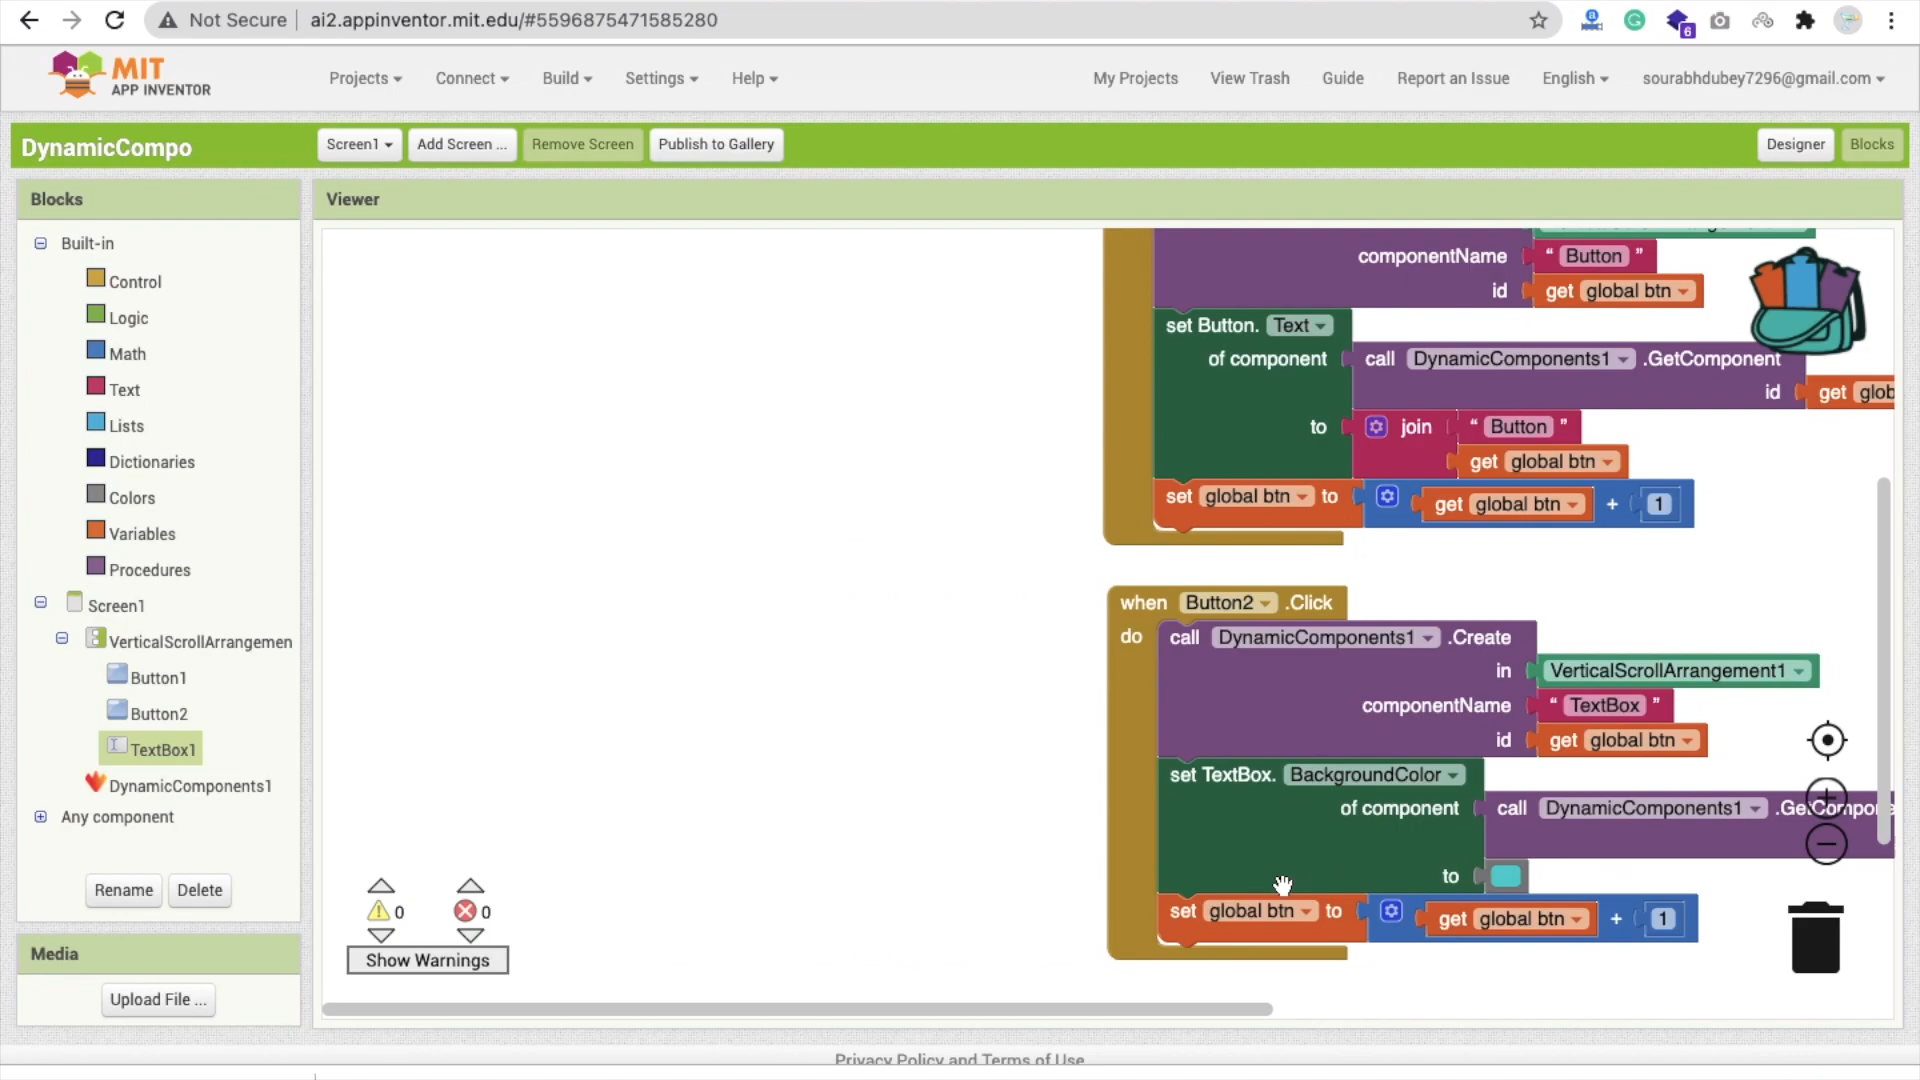 Not Secure ai2.appinventor.mit.edu/#5596875471585280
6
MIT
APP INVENTOR
Projects Connect Build Settings Help My Projects View Trash Guide Report an Issue English sourabhdubey7296@gmail.com
DynamicCompo Screen1 Add Screen ... Remove Screen Publish to Gallery Designer Blocks
Blocks
Viewer
Built-in
Control
Logic
Math
Text
Lists
Dictionaries
Colors
Variables
Procedures
Screen1
VerticalScrollArrangemen
Button1
Button2
TextBox1
DynamicComponents1
Any component
Rename Delete
Media
Upload File ...
componentName “ Button ”
id get global btn
set Button. Text
of component call DynamicComponents1 .GetComponent
id get glob
to join “ Button ”
get global btn
set global btn to get global btn + 1
when Button2 .Click
do call DynamicComponents1 .Create
in VerticalScrollArrangement1
componentName “ TextBox ”
id get global btn
set TextBox. BackgroundColor
of component call DynamicComponents1 .GetCompone
to
set global btn to get global btn + 1
0 0
Show Warnings
Privacy Policy and Terms of Use